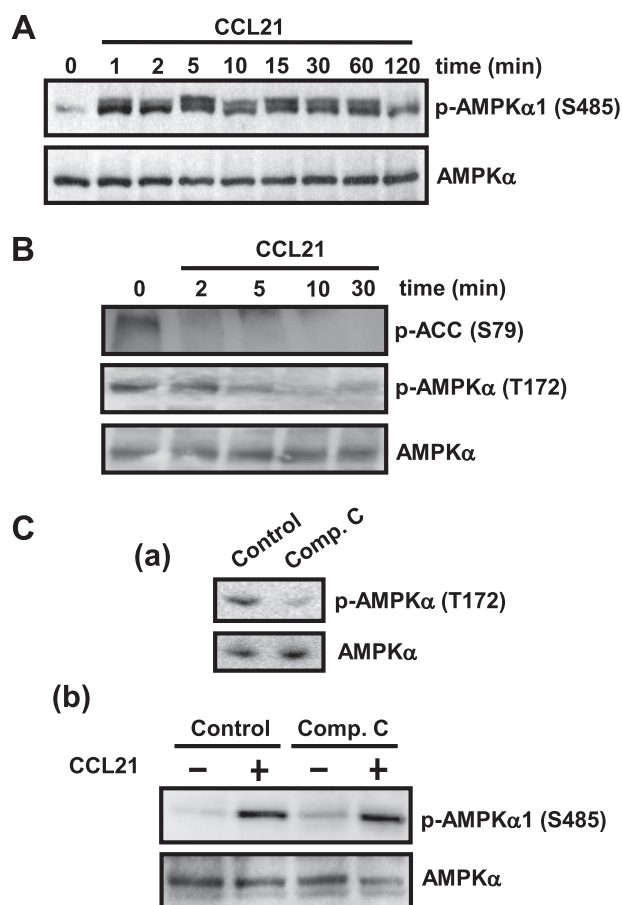 A
CCL21
0 1 2 5 10 15 30 60 120 time (min)
p-AMPKα1 (S485)
AMPKα
B
CCL21
0 2 5 10 30 time (min)
p-ACC (S79)
p-AMPKα (T172)
AMPKα
C
(a)
Control Comp. C
p-AMPKα (T172)
AMPKα
(b)
Control Comp. C
CCL21 − + − +
p-AMPKα1 (S485)
AMPKα